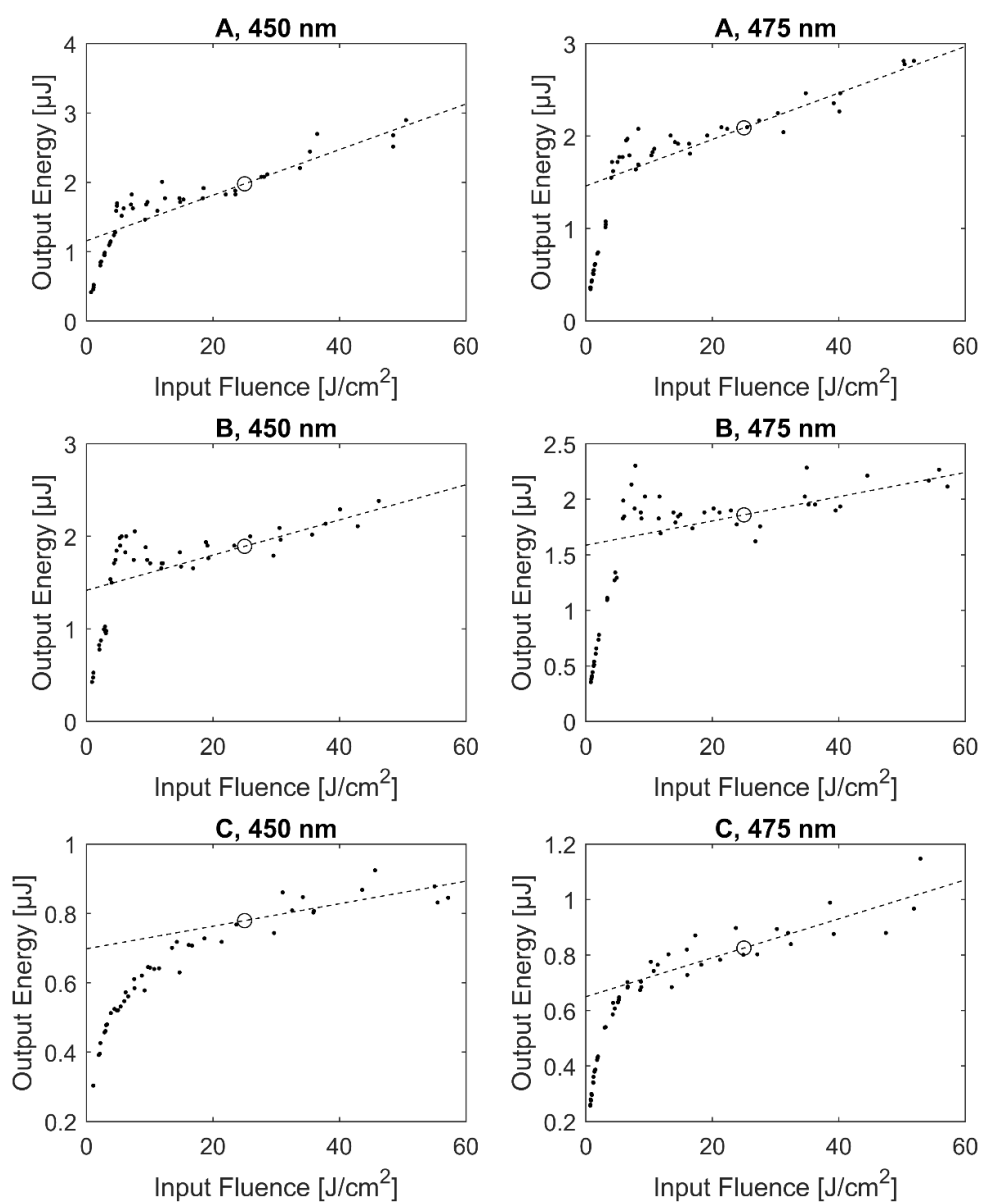 A, 450 nm
4
3
2
1
0
Output Energy [µJ]
0 20 40 60
Input Fluence [J/cm²]
A, 475 nm
3
2
1
0
Output Energy [µJ]
0 20 40 60
Input Fluence [J/cm²]
B, 450 nm
3
2
1
0
Output Energy [µJ]
0 20 40 60
Input Fluence [J/cm²]
B, 475 nm
2.5
2
1.5
1
0.5
0
Output Energy [µJ]
0 20 40 60
Input Fluence [J/cm²]
C, 450 nm
1
0.8
0.6
0.4
0.2
Output Energy [µJ]
0 20 40 60
Input Fluence [J/cm²]
C, 475 nm
1.2
1
0.8
0.6
0.4
0.2
Output Energy [µJ]
0 20 40 60
Input Fluence [J/cm²]